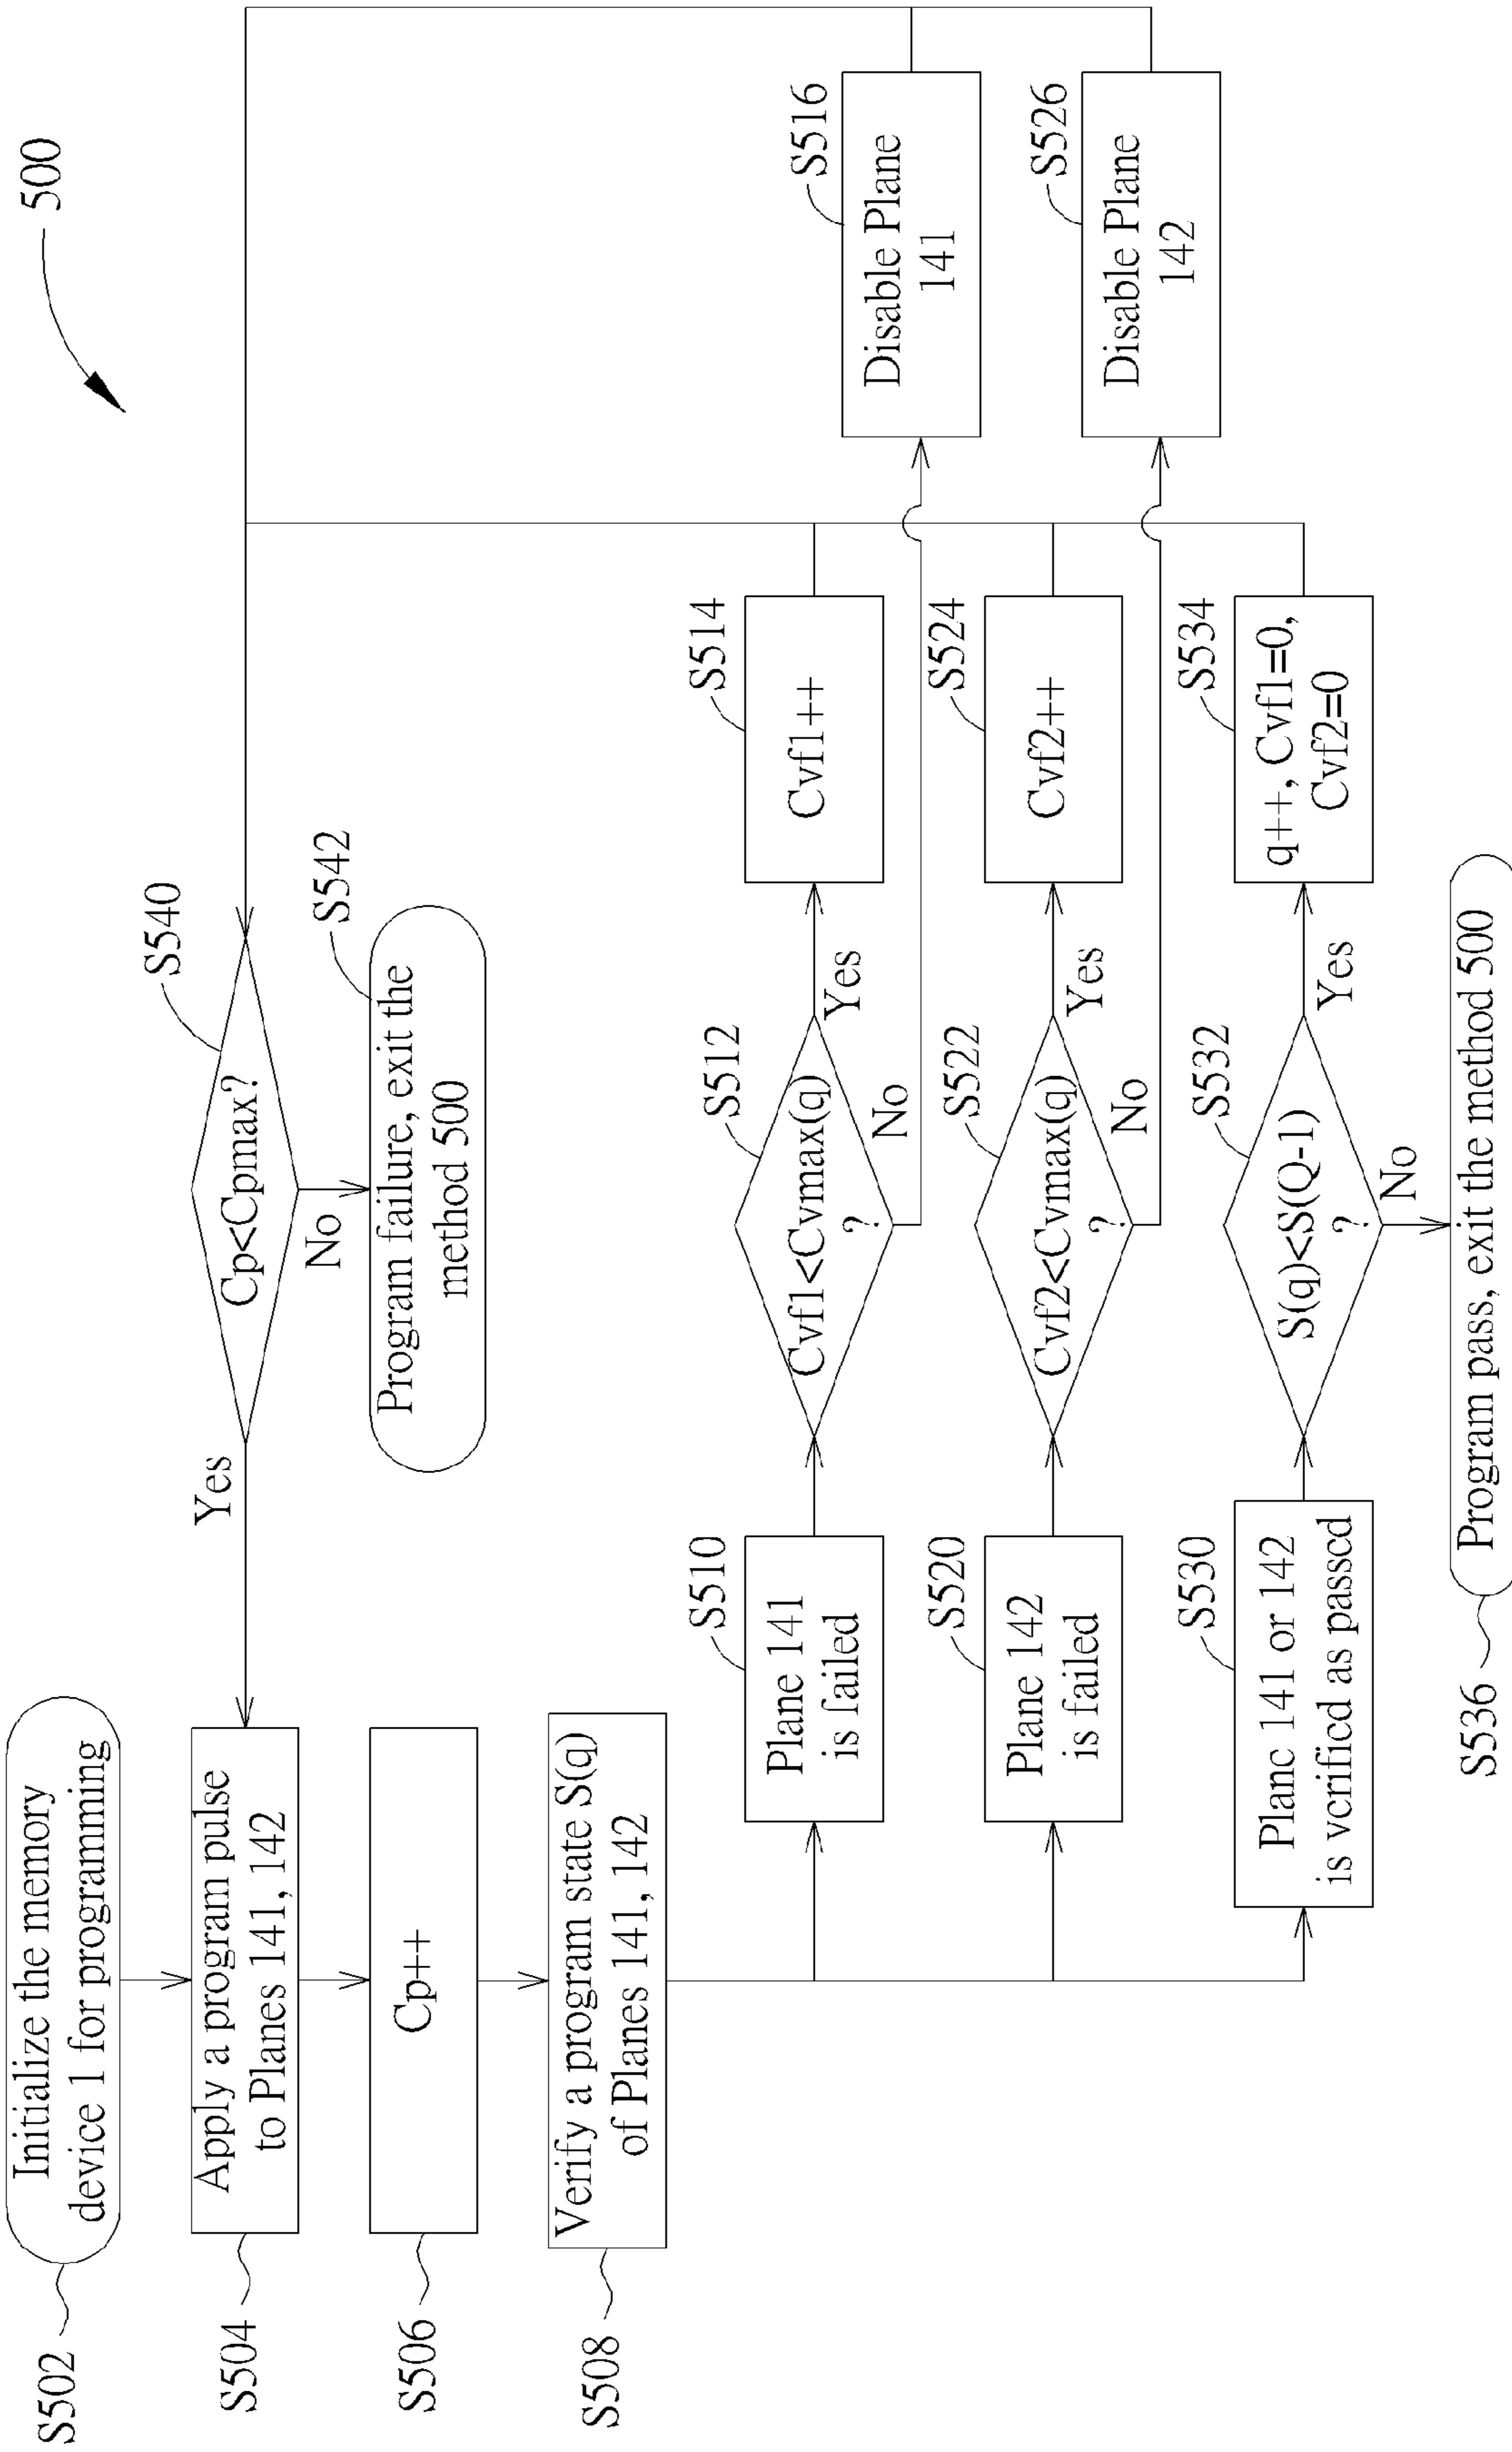 500
S502
Initialize the memory
device 1 for programming
S504
Apply a program pulse
to Planes 141, 142
Yes
Cp<Cpmax?
S540
No
Program failure, exit the
method 500
S542
S506
Cp++
S508
Verify a program state S(q)
of Planes 141, 142
Plane 141
is failed
S510
Cvf1<Cvmax(q)
?
S512
Yes
No
Cvf1++
S514
Disable Plane
141
S516
Plane 142
is failed
S520
Cvf2<Cvmax(q)
?
S522
Yes
No
Cvf2++
S524
Disable Plane
142
S526
Plane 141 or 142
is verified as passed
S530
S(q)<S(Q-1)
?
S532
Yes
No
q++, Cvf1=0,
Cvf2=0
S534
S536
Program pass, exit the method 500